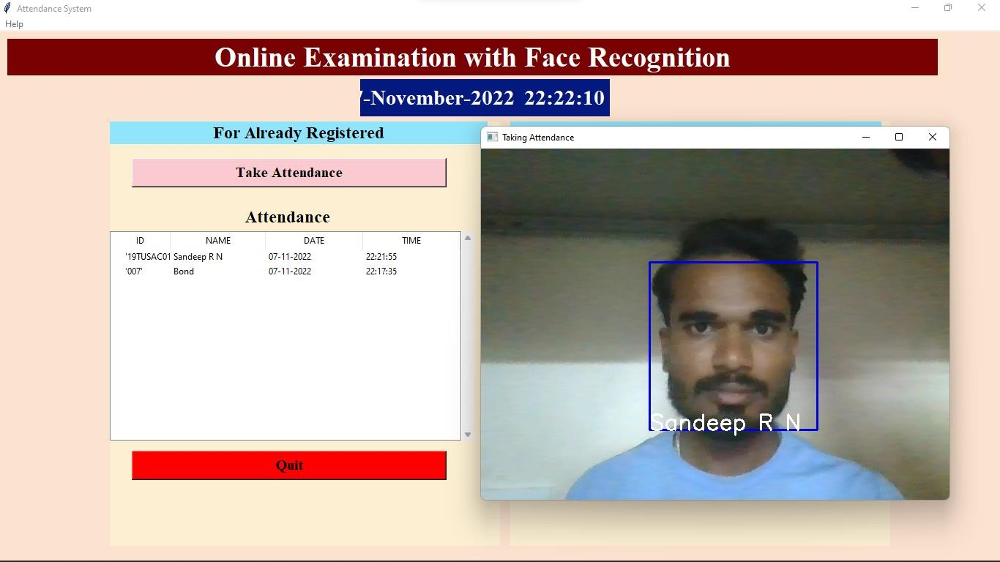 Attendance System
Help
Online Examination with Face Recognition
-November-2022 22:22:10
For Already Registered
Take Attendance
Attendance
ID NAME DATE TIME
'19TUSAC01 Sandeep R N 07-11-2022 22:21:55
'007' Bond 07-11-2022 22:17:35
Quit
Taking Attendance
Sandeep R N